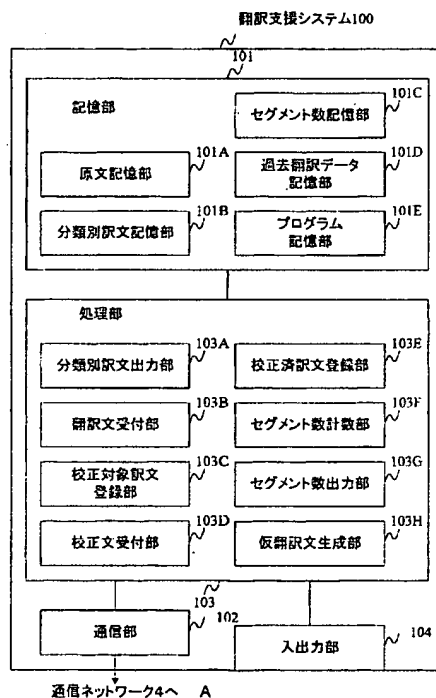 翻訳支援システム100
101
記憶部
101C
セグメント数記憶部
101A
原文記憶部
101D
過去翻訳データ
記憶部
101B
分類別訳文記憶部
101E
プログラム
記憶部
処理部
103A
分類別訳文出力部
103E
校正済訳文登録部
103B
翻訳文受付部
103F
セグメント数計数部
103C
校正対象訳文
登録部
103G
セグメント数出力部
103D
校正文受付部
103H
仮翻訳文生成部
103
102
通信部
104
入出力部
通信ネットワーク4へ A